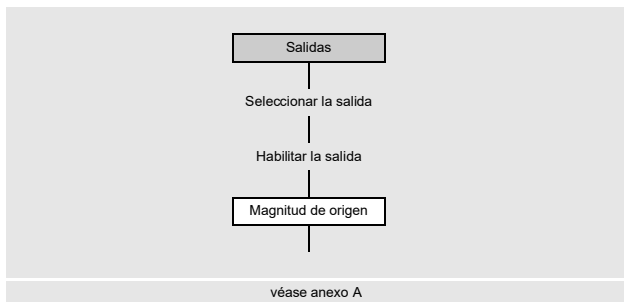 Salidas
Seleccionar la salida
Habilitar la salida
Magnitud de origen
véase anexo A